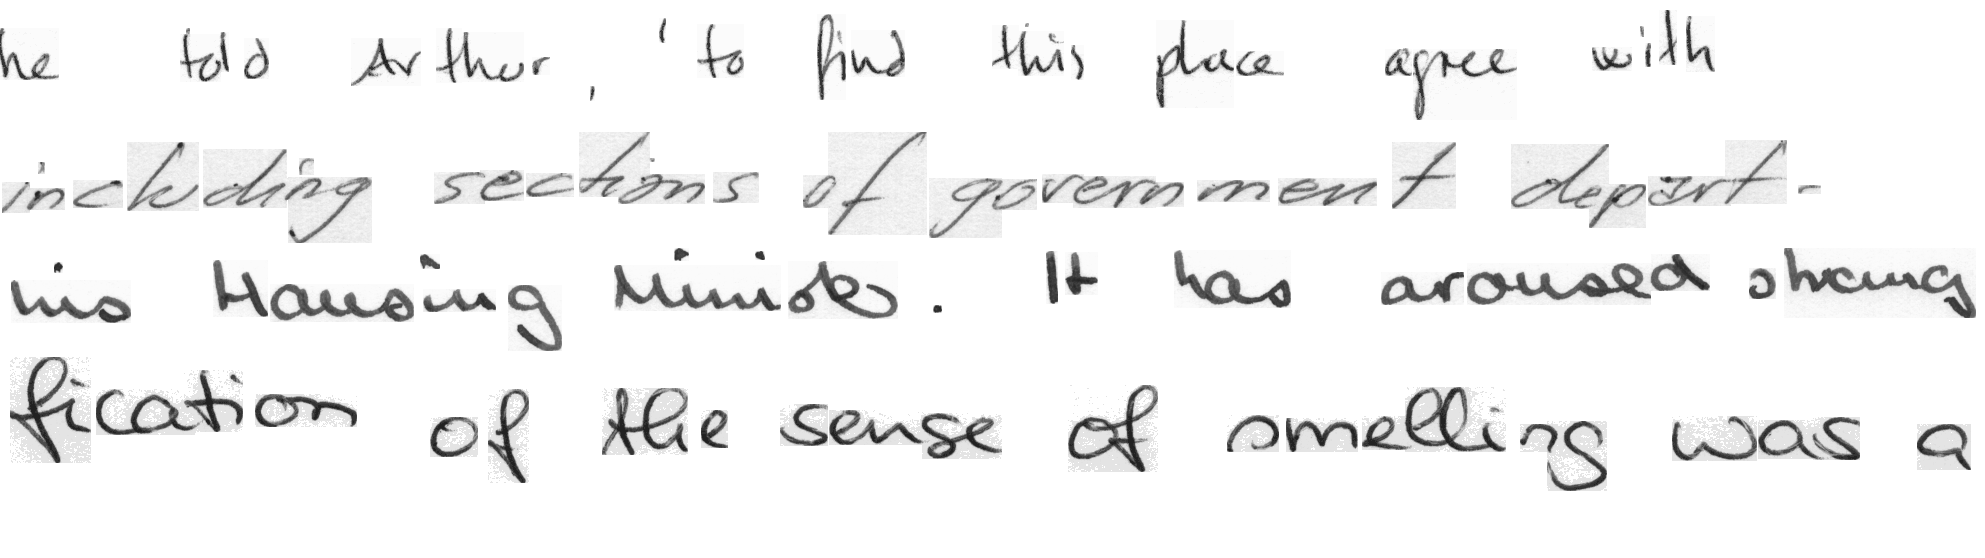 he told Arthur, 'to find this place agree with
including sections of government depart-
his Housing Minister. It has aroused strong
fication of the sense of smelling was a